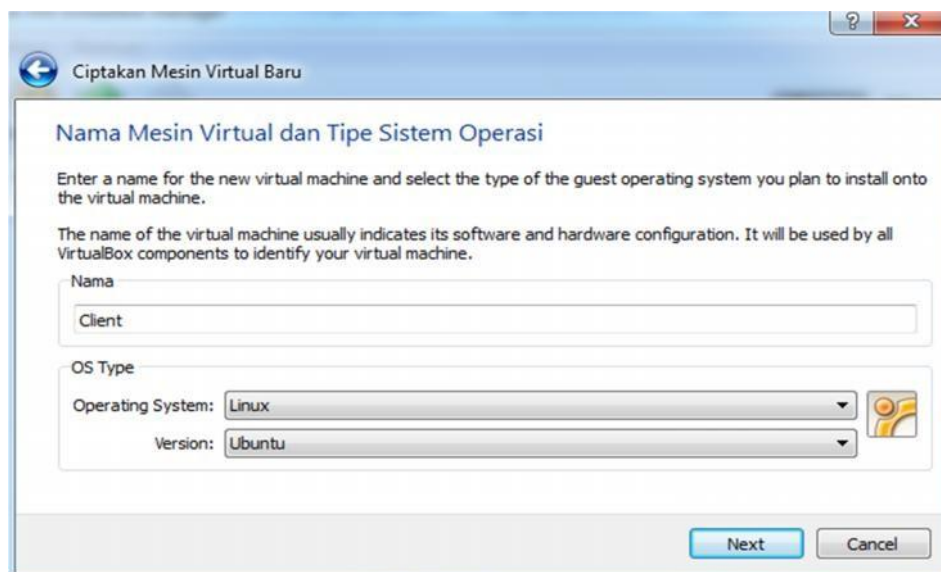 Ciptakan Mesin Virtual Baru
Nama Mesin Virtual dan Tipe Sistem Operasi
Enter a name for the new virtual machine and select the type of the guest operating system you plan to install onto
the virtual machine.
The name of the virtual machine usually indicates its software and hardware configuration. It will be used by all
VirtualBox components to identify your virtual machine.
Nama
Client
OS Type
Operating System: Linux
Version: Ubuntu
Next Cancel